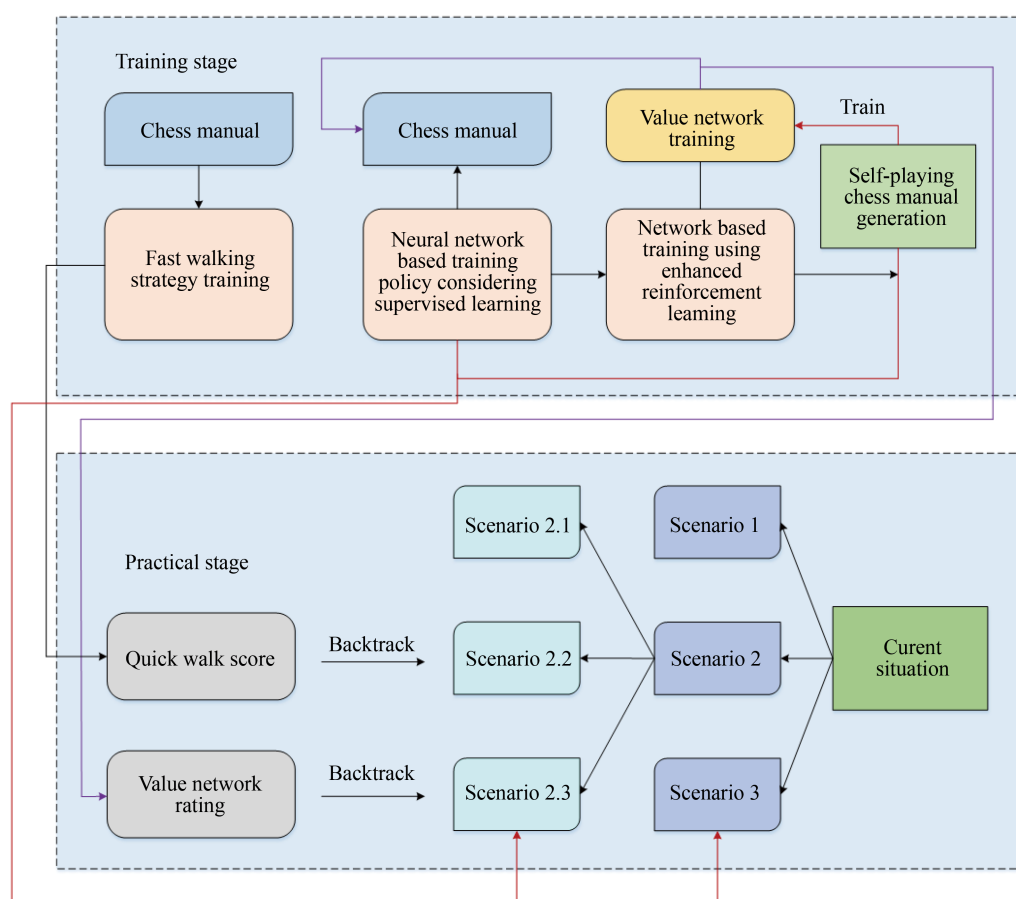 Training stage
Chess manual
Chess manual
Value network
training
Train
Self-playing
chess manual
generation
Fast walking
strategy training
Neural network
based training
policy considering
supervised learning
Network based
training using
enhanced
reinforcement
leaming
Practical stage
Scenario 2.1
Scenario 1
Quick walk score
Backtrack
Scenario 2.2
Scenario 2
Curent
situation
Value network
rating
Backtrack
Scenario 2.3
Scenario 3